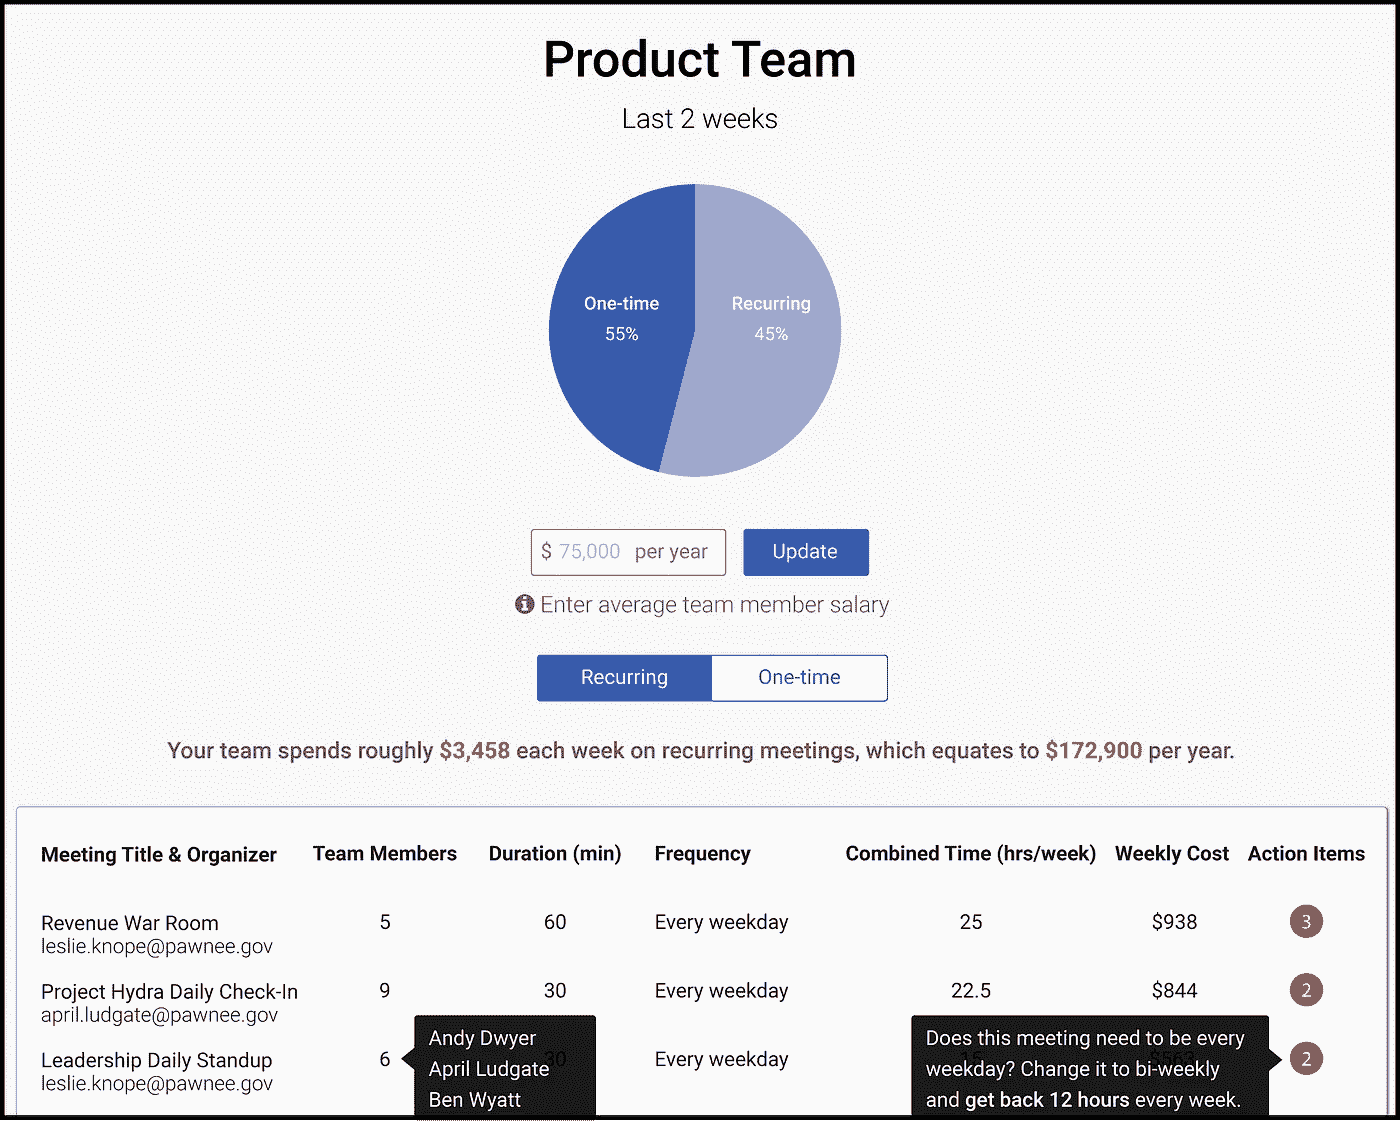 Product Team
Last 2 weeks
One-time
55%
Recurring
45%
$ 75,000 per year
Update
Enter average team member salary
Recurring
One-time
Your team spends roughly $3,458 each week on recurring meetings, which equates to $172,900 per year.
Meeting Title & Organizer Team Members Duration (min) Frequency Combined Time (hrs/week) Weekly Cost Action Items
Revenue War Room 5 60 Every weekday 25 $938 3
leslie.knope@pawnee.gov
Project Hydra Daily Check-In 9 30 Every weekday 22.5 $844 2
april.ludgate@pawnee.gov
Leadership Daily Standup 6 30 Every weekday 15 $563 2
leslie.knope@pawnee.gov
Andy Dwyer
April Ludgate
Ben Wyatt
Does this meeting need to be every
weekday? Change it to bi-weekly
and get back 12 hours every week.